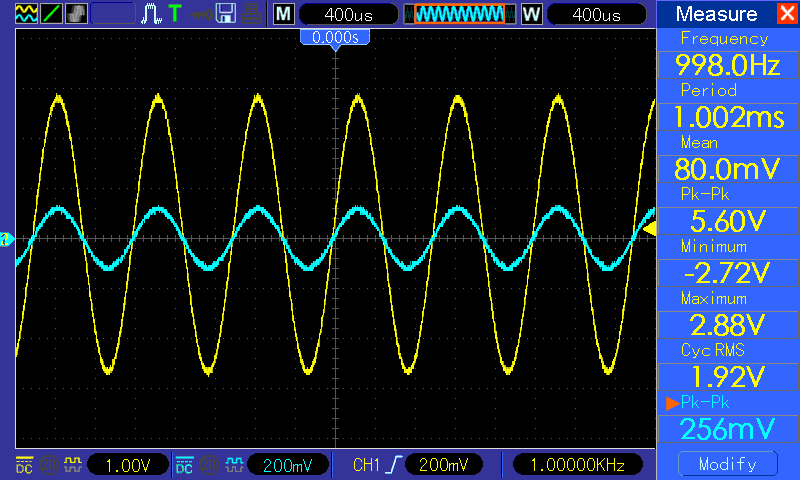 T M 400us W 400us Measure
0.000s
Frequency
998.0Hz
Period
1.002ms
Mean
80.0mV
Pk-Pk
5.60V
Minimum
-2.72V
Maximum
2.88V
Cyc RMS
1.92V
Pk-Pk
256mV
DC 1.00V DC 200mV CH1 200mV 1.00000KHz
Modify